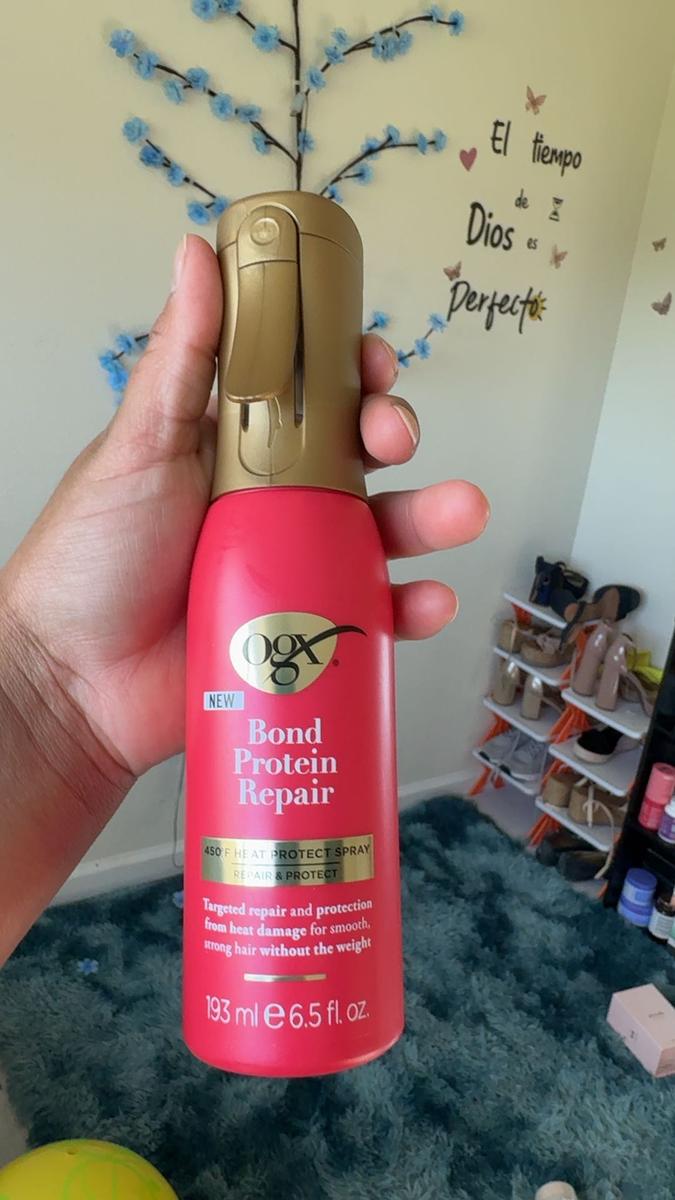 El tiempo
de
Dios es
Perfecto
ogx
NEW
Bond
Protein
Repair
450°F HEAT PROTECT SPRAY
REPAIR & PROTECT
Targeted repair and protection
from heat damage for smooth,
strong hair without the weight
193 ml e 6.5 fl. oz.